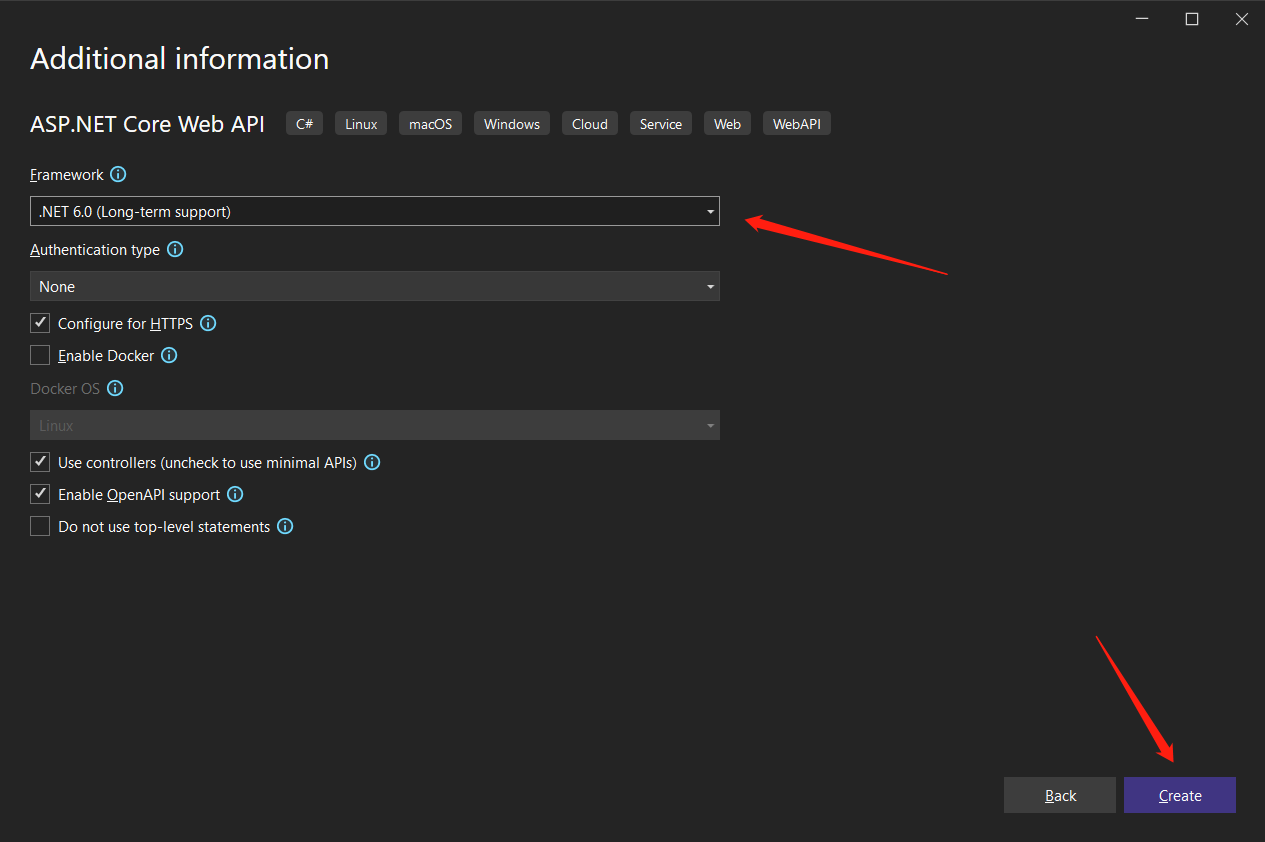 Additional information
ASP.NET Core Web API C# Linux macOS Windows Cloud Service Web WebAPI
Framework
.NET 6.0 (Long-term support)
Authentication type
None
Configure for HTTPS
Enable Docker
Docker OS
Linux
Use controllers (uncheck to use minimal APIs)
Enable OpenAPI support
Do not use top-level statements
Back Create